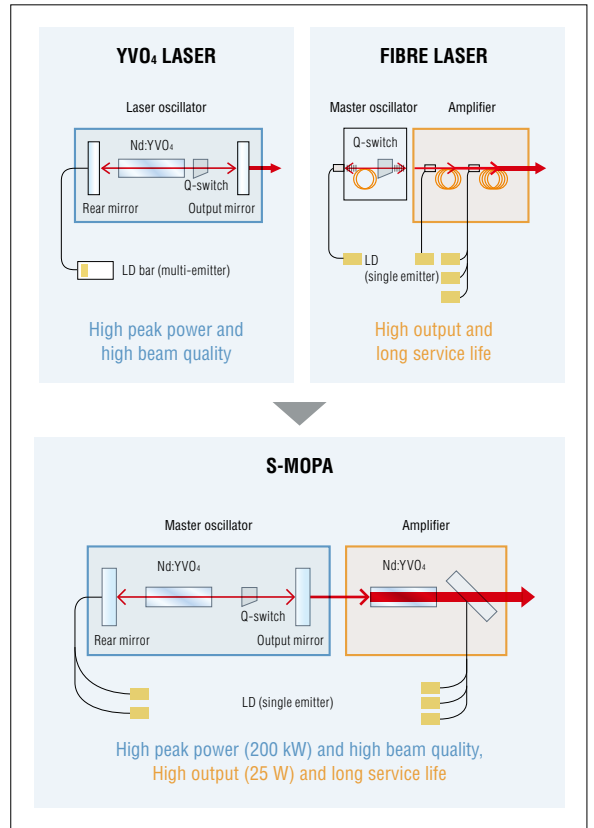 YVO₄ LASER
Laser oscillator
Nd:YVO₄
Q-switch
Rear mirror
Output mirror
LD bar (multi-emitter)
High peak power and
high beam quality
FIBRE LASER
Master oscillator
Amplifier
Q-switch
LD
(single emitter)
High output and
long service life
S-MOPA
Master oscillator
Amplifier
Nd:YVO₄
Nd:YVO₄
Q-switch
Rear mirror
Output mirror
LD (single emitter)
High peak power (200 kW) and high beam quality,
High output (25 W) and long service life